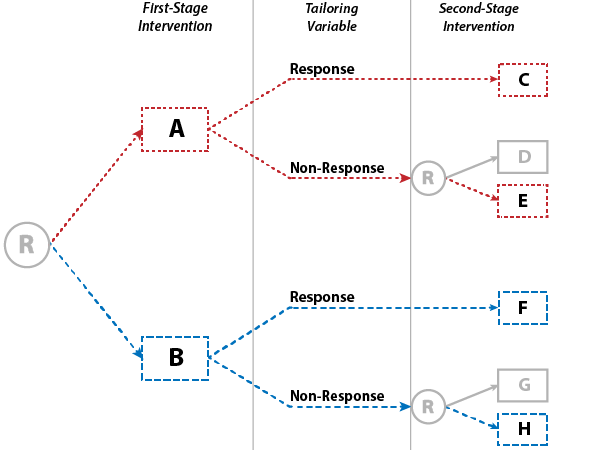 First-Stage
Intervention
Tailoring
Variable
Second-Stage
Intervention
Response
C
A
D
Non-Response
R
E
R
Response
F
B
G
Non-Response
R
H